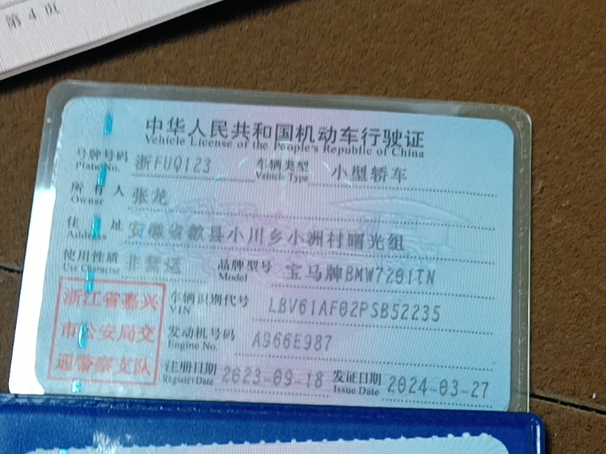 第 4 页
中华人民共和国机动车行驶证
Vehicle License of the People's Republic of China
号牌号码 Plate No. 浙FUQ123 车辆类型 Vehicle Type 小型轿车
所有人 Owner 张龙
住址 Address 安徽省歙县小川乡小洲村曙光组
使用性质 Use Character 非营运 品牌型号 Model 宝马牌BMW7201TN
车辆识别代号 VIN LBV61AF02PSB52235
发动机号码 Engine No. A966E987
注册日期 Register Date 2023-09-18 发证日期 Issue Date 2024-03-27
浙江省嘉兴
市公安局交
通警察支队